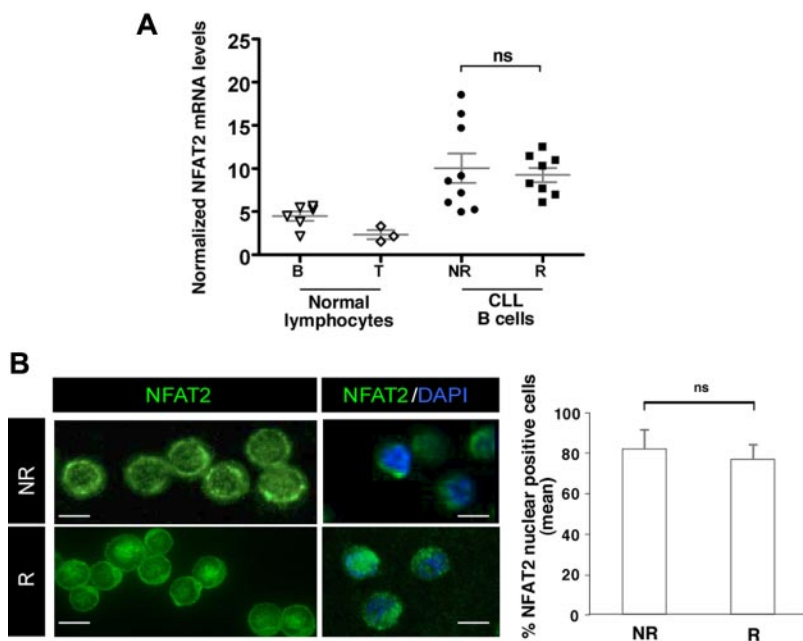 A
Normalized NFAT2 mRNA levels
25
20
15
10
5
0
ns
B T NR R
Normal lymphocytes
CLL B cells
B
NFAT2
NFAT2/DAPI
NR
R
% NFAT2 nuclear positive cells (mean)
100
80
60
40
20
0
ns
NR R